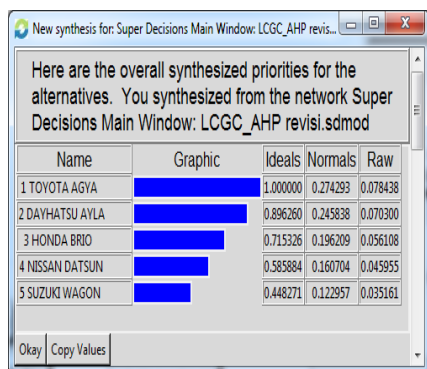 New synthesis for: Super Decisions Main Window: LCGC_AHP revis...
Here are the overall synthesized priorities for the
alternatives. You synthesized from the network Super
Decisions Main Window: LCGC_AHP revisi.sdmod
Name Graphic Ideals Normals Raw
1 TOYOTA AGYA 1.000000 0.274293 0.078438
2 DAYHATSU AYLA 0.896260 0.245838 0.070300
3 HONDA BRIO 0.715326 0.196209 0.056108
4 NISSAN DATSUN 0.585884 0.160704 0.045955
5 SUZUKI WAGON 0.448271 0.122957 0.035161
Okay Copy Values